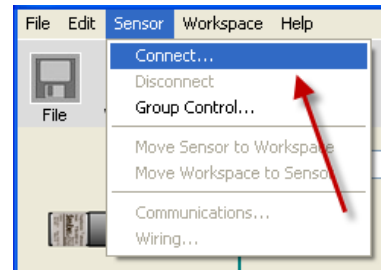 File Edit Sensor Workspace Help
Connect...
Disconnect
Group Control...
File
Move Sensor to Workspace
Move Workspace to Sensor
Communications...
Wiring...